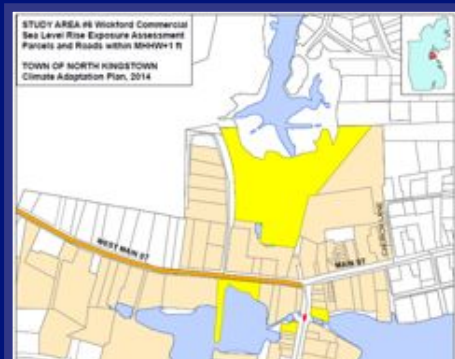 STUDY AREA #6 Wickford Commercial
Sea Level Rise Exposure Assessment
Parcels and Roads within MHHW+1 ft
TOWN OF NORTH KINGSTOWN
Climate Adaptation Plan, 2014
WEST MAIN ST
MAIN ST